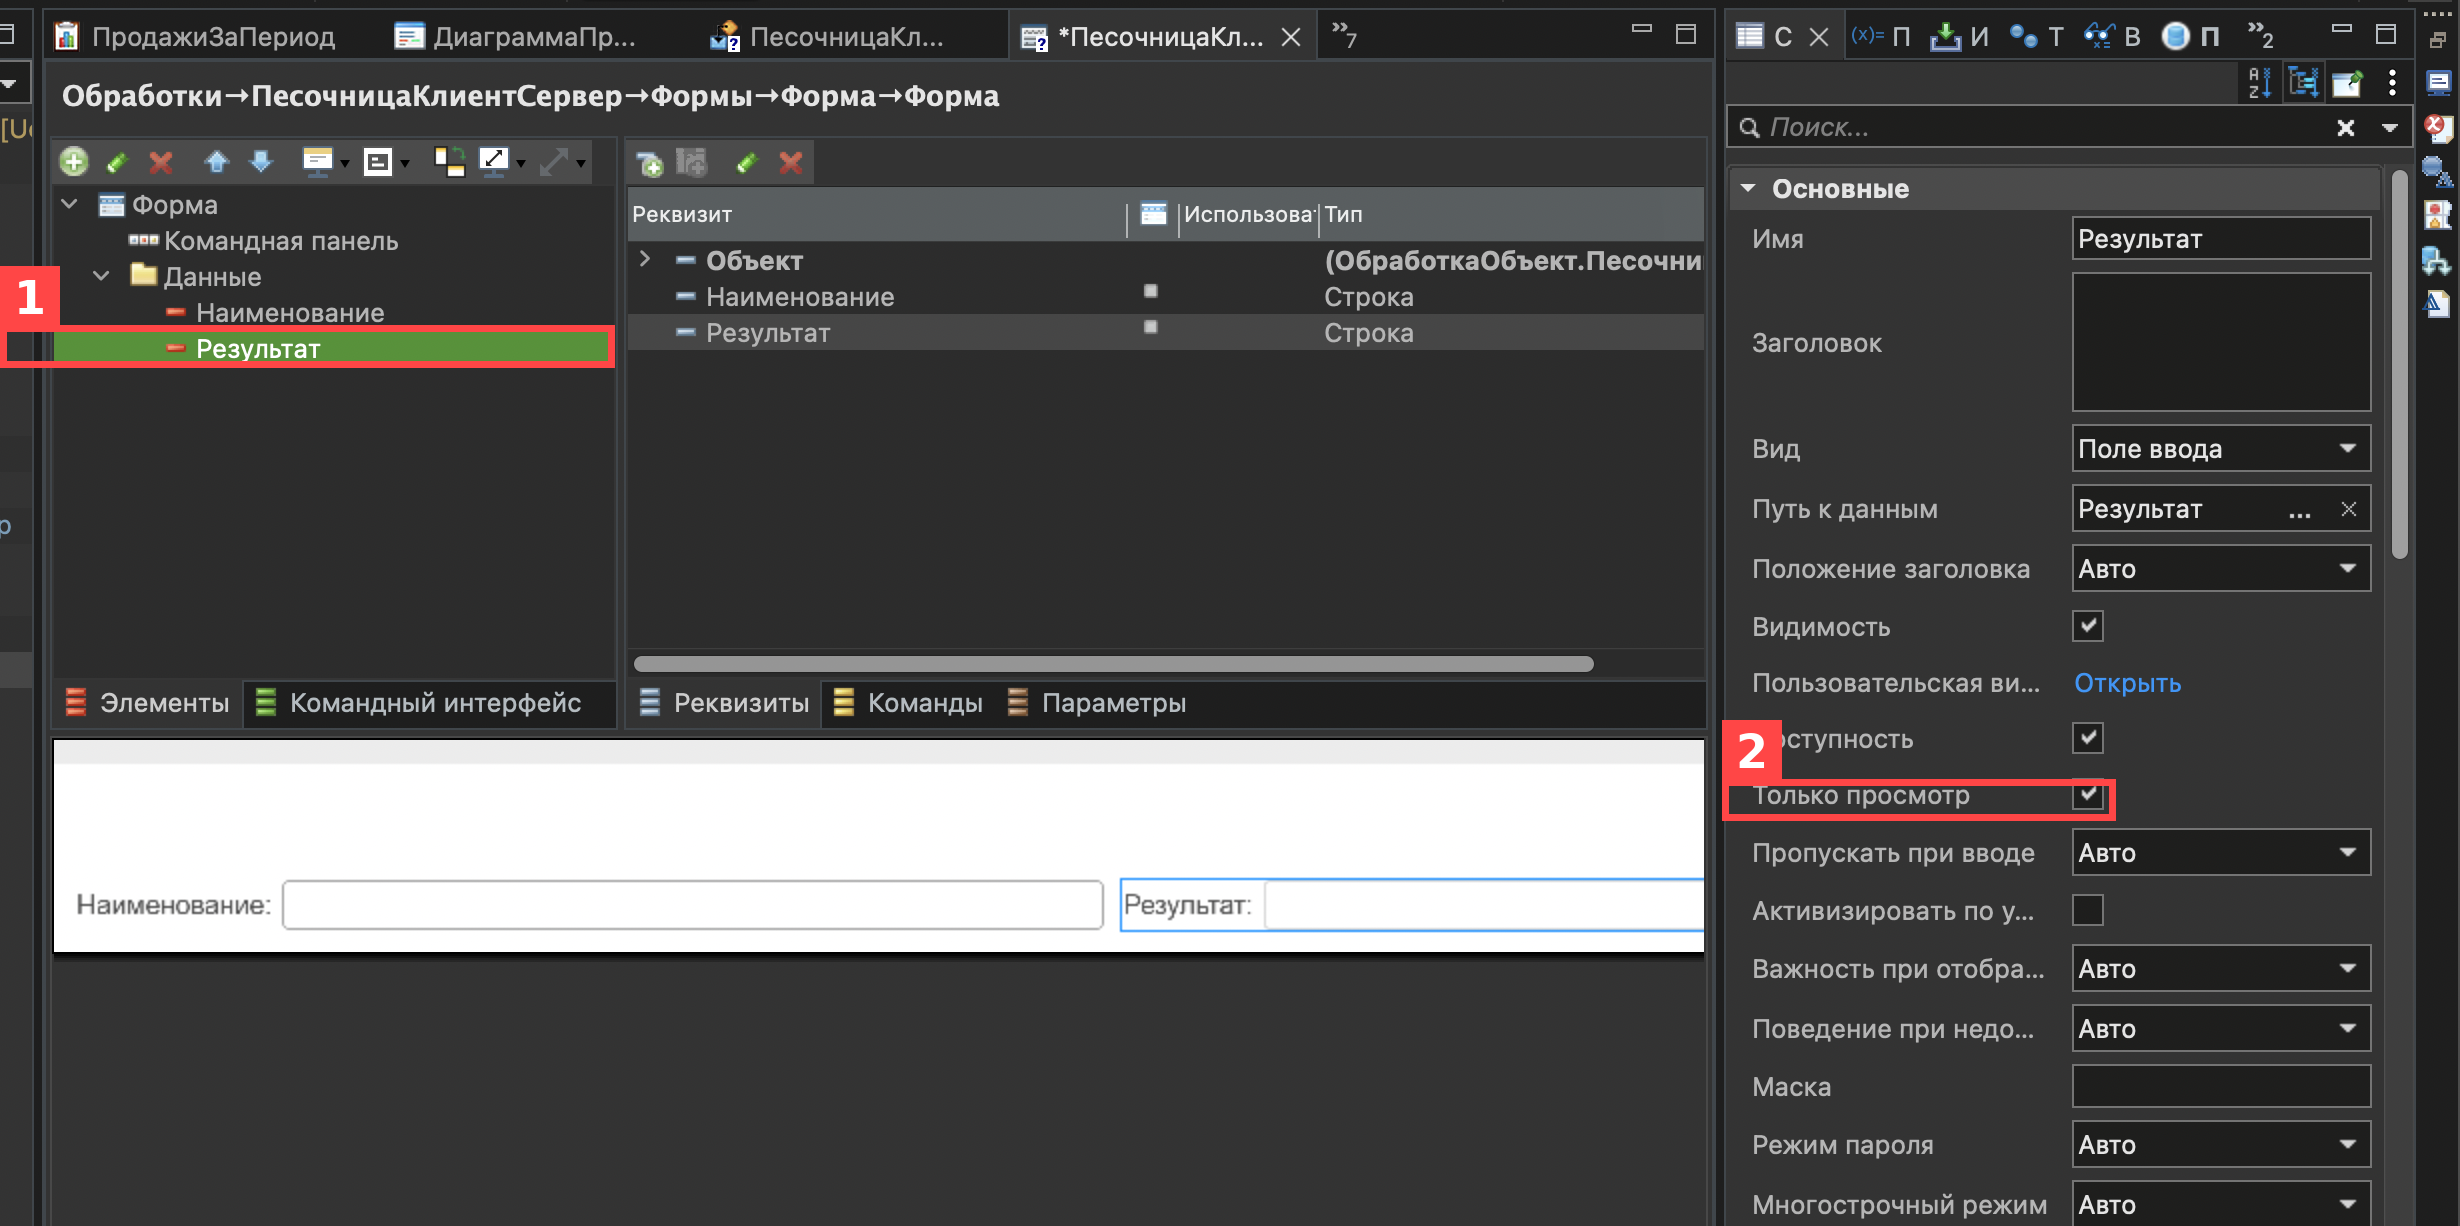 ПродажиЗаПериод
ДиаграммаПр...
ПесочницаКл...
*ПесочницаКл...
7
С
П
И
Т
В
П
2
Обработки→ПесочницаКлиентСервер→Формы→Форма→Форма
Поиск...
Форма
Командная панель
Данные
Наименование
1
Результат
Реквизит
Использова
Тип
Объект
(ОбработкаОбъект.Песочни
Наименование
Строка
Результат
Строка
Элементы
Командный интерфейс
Реквизиты
Команды
Параметры
Наименование:
Результат:
Основные
Имя
Результат
Заголовок
Вид
Поле ввода
Путь к данным
Результат
...
Положение заголовка
Авто
Видимость
Пользовательская ви...
Открыть
2
оступность
Только просмотр
Пропускать при вводе
Авто
Активизировать по у...
Важность при отобра...
Авто
Поведение при недо...
Авто
Маска
Режим пароля
Авто
Многострочный режим
Авто